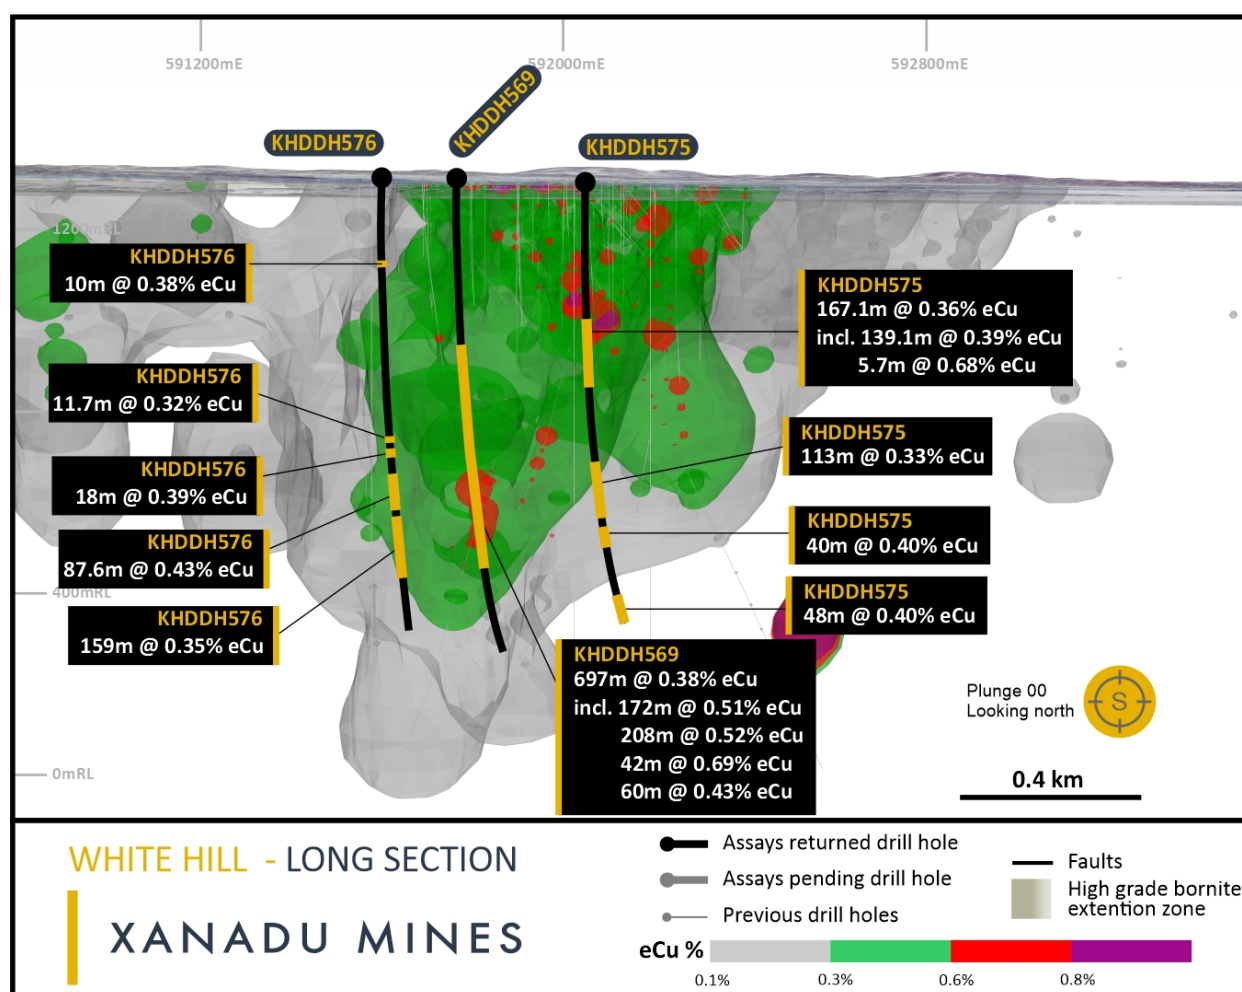 591200mE
592000mE
592800mE
KHDDH576
KHDDH569
KHDDH575
1200mRL
KHDDH576
10m @ 0.38% eCu
KHDDH576
11.7m @ 0.32% eCu
KHDDH576
18m @ 0.39% eCu
KHDDH576
87.6m @ 0.43% eCu
400mRL
KHDDH576
159m @ 0.35% eCu
KHDDH575
167.1m @ 0.36% eCu
incl. 139.1m @ 0.39% eCu
5.7m @ 0.68% eCu
KHDDH575
113m @ 0.33% eCu
KHDDH575
40m @ 0.40% eCu
KHDDH575
48m @ 0.40% eCu
KHDDH569
697m @ 0.38% eCu
incl. 172m @ 0.51% eCu
208m @ 0.52% eCu
42m @ 0.69% eCu
60m @ 0.43% eCu
Plunge 00
Looking north
S
0mRL
0.4 km
WHITE HILL - LONG SECTION
XANADU MINES
Assays returned drill hole
Assays pending drill hole
Previous drill holes
Faults
High grade bornite
extention zone
eCu %
0.1%
0.3%
0.6%
0.8%